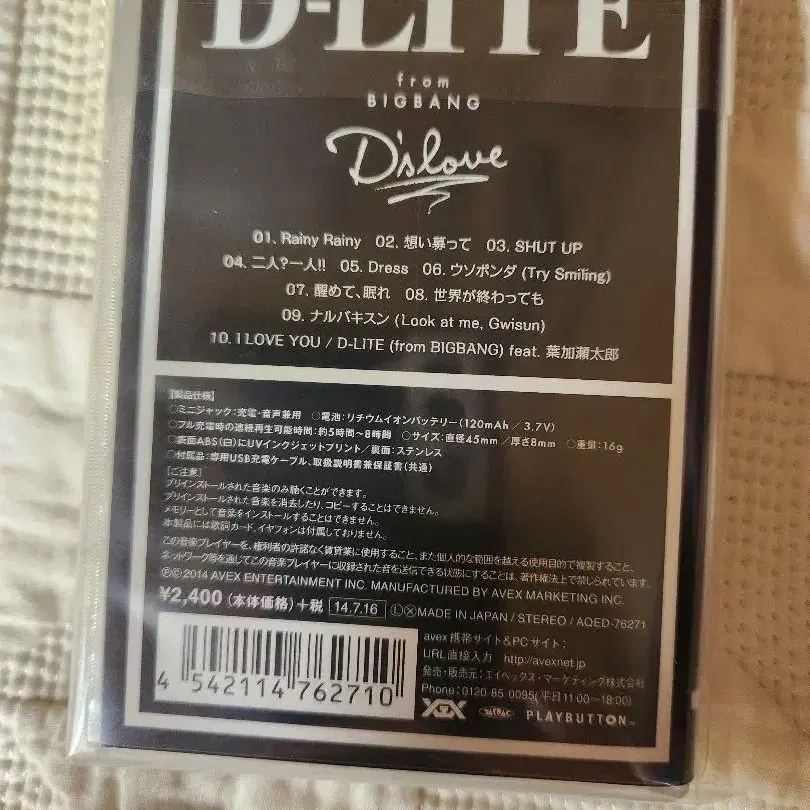 D-LITE
from
BIGBANG
D'slove
01. Rainy Rainy 02. 想い募って 03. SHUT UP
04. 二人?一人!! 05. Dress 06. ウソボンダ (Try Smiling)
07. 醒めて、眠れ 08. 世界が終わっても
09. ナルバキスン (Look at me, Gwisun)
10. I LOVE YOU / D-LITE (from BIGBANG) feat. 葉加瀬太郎
【製品仕様】
○ミニジャック:充電・音声兼用 ○電池:リチウムイオンバッテリー(120mAh / 3.7V)
○フル充電時の連続再生可能時間:約5時間〜8時間 ○サイズ:直径45mm / 厚さ8mm ○重量:16g
○表面ABS(白)にUVインクジェットプリント/裏面:ステンレス
○付属品:専用USB充電ケーブル、取扱説明書兼保証書(共通)
【ご注意】
プリインストールされた音楽のみ聴くことができます。
プリインストールされた音楽を消去したり、コピーすることはできません。
メモリーとして音楽をインストールすることはできません。
本製品には歌詞カード、イヤフォンは付属しておりません。
この音楽プレイヤーを、権利者の許諾なく賃貸業に使用すること、また個人的な範囲を越える使用目的で複製すること、
ネットワーク等を通じてこの音楽プレイヤーに収録された音を送信できる状態にすることは、著作権法上で禁じられています。
ⓅⒸ2014 AVEX ENTERTAINMENT INC. MANUFACTURED BY AVEX MARKETING INC.
¥2,400 (本体価格)+税 14.7.16 ⓁⓍMADE IN JAPAN / STEREO / AQED-76271
4 542114 762710
avex携帯サイト&PCサイト:
URL直接入力 http://avexnet.jp
発売・販売元:エイベックス・マーケティング株式会社
Phone:0120-85-0095(平日11:00〜18:00)
PLAYBUTTON™